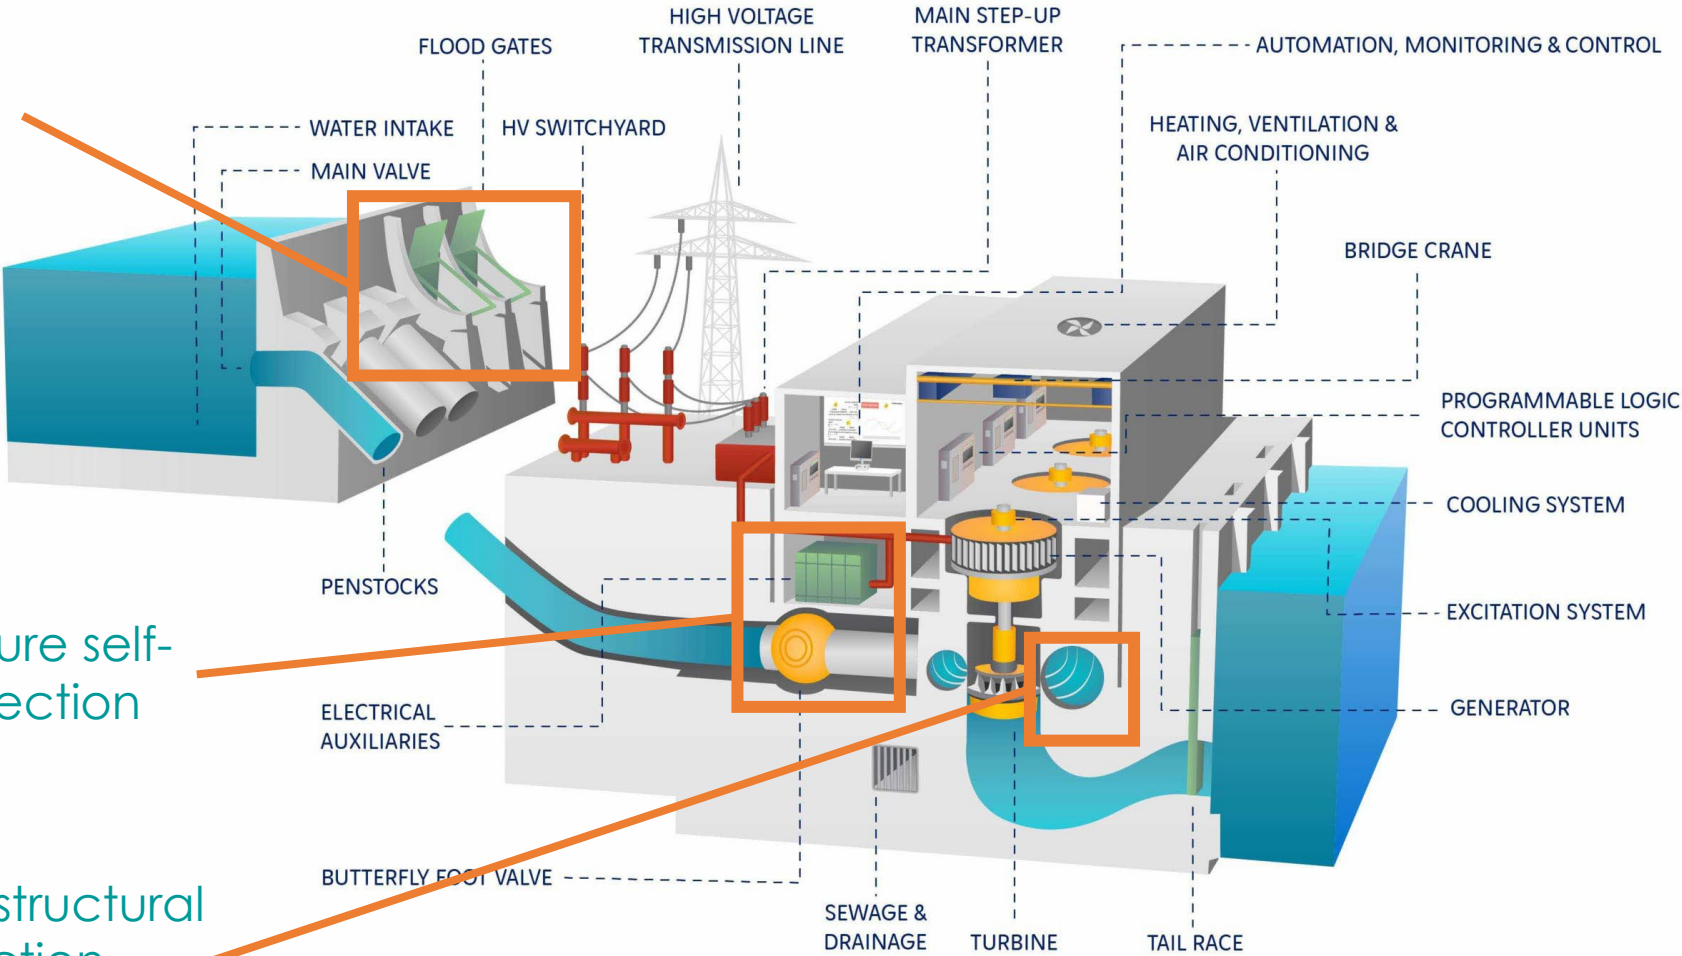 HIGH VOLTAGE
TRANSMISSION LINE
MAIN STEP-UP
TRANSFORMER
FLOOD GATES
AUTOMATION, MONITORING & CONTROL
WATER INTAKE
HV SWITCHYARD
HEATING, VENTILATION &
AIR CONDITIONING
MAIN VALVE
BRIDGE CRANE
PROGRAMMABLE LOGIC
CONTROLLER UNITS
COOLING SYSTEM
PENSTOCKS
EXCITATION SYSTEM
ure self-
ection
ELECTRICAL
AUXILIARIES
GENERATOR
BUTTERFLY FOOT VALVE
structural
ction
SEWAGE &
DRAINAGE
TURBINE
TAIL RACE